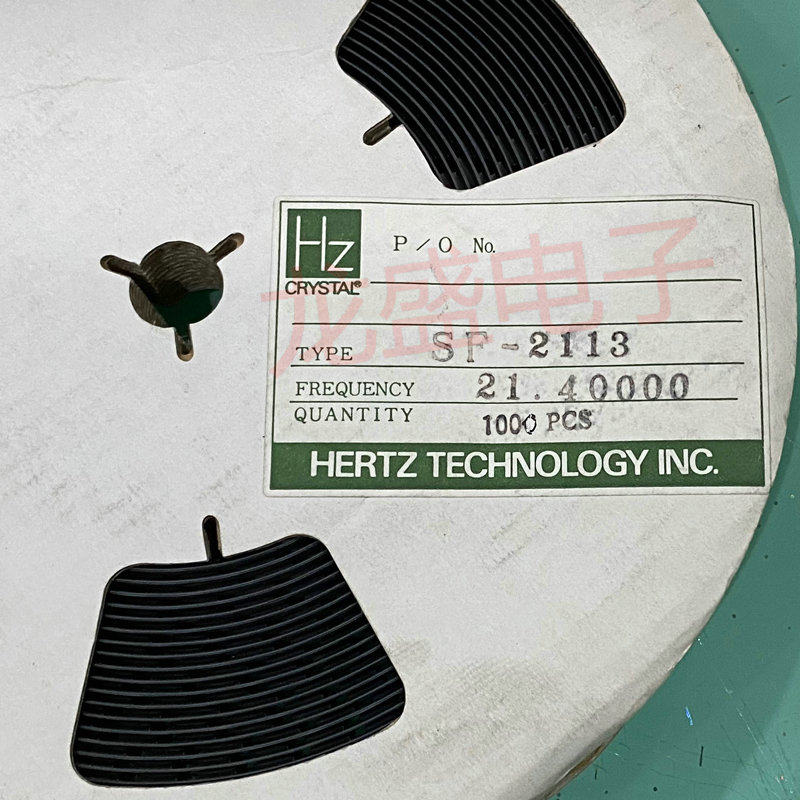 Hz
P／O No.
CRYSTAL®
龙盛电子
TYPE SF-2113
FREQUENCY 21.40000
QUANTITY 1000 PCS
HERTZ TECHNOLOGY INC.